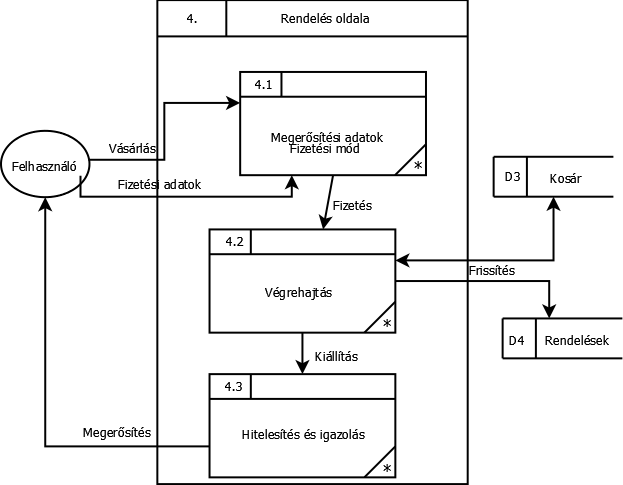 4.
Rendelés oldala
4.1
Megerősítési adatok
Fizetési mód
*
Vásárlás
Felhasználó
Fizetési adatok
Fizetés
D3
Kosár
4.2
Végrehajtás
*
Frissítés
D4
Rendelések
Kiállítás
4.3
Hitelesítés és igazolás
*
Megerősítés